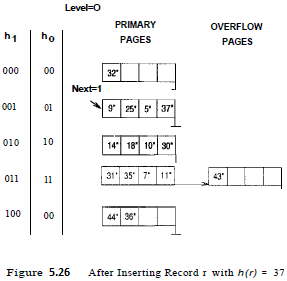 Level=O
PRIMARY
PAGES
OVERFLOW
PAGES
h1 ho
000 00 32*
Next=1
001 01 9* 25* 5* 37*
010 10 14* 18* 10* 30*
011 11 31* 35* 7* 11* 43*
100 00 44* 36*
Figure 5.26 After Inserting Record r with h(r) = 37